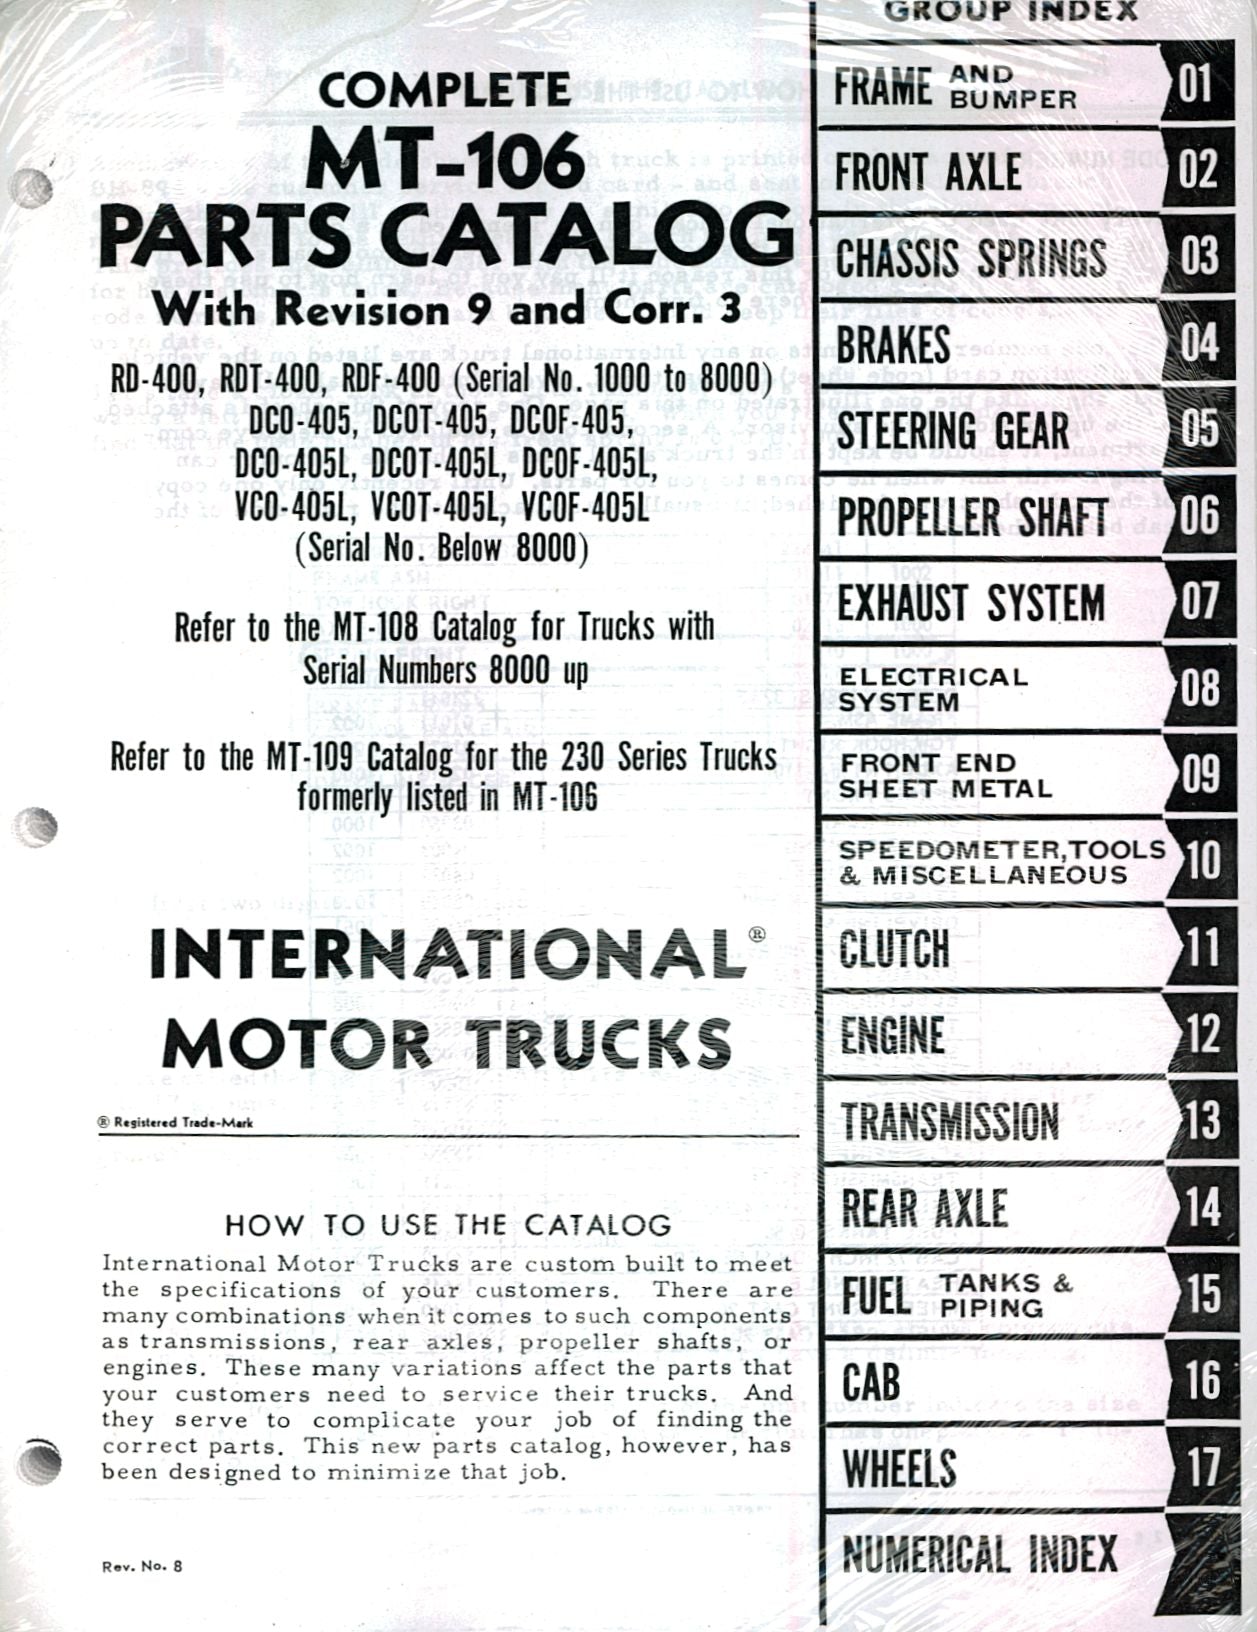 COMPLETE
MT-106
PARTS CATALOG
With Revision 9 and Corr. 3
RD-400, RDT-400, RDF-400 (Serial No. 1000 to 8000)
DCO-405, DCOT-405, DCOF-405,
DCO-405L, DCOT-405L, DCOF-405L,
VCO-405L, VCOT-405L, VCOF-405L
(Serial No. Below 8000)
Refer to the MT-108 Catalog for Trucks with
Serial Numbers 8000 up
Refer to the MT-109 Catalog for the 230 Series Trucks
formerly listed in MT-106
INTERNATIONAL®
MOTOR TRUCKS
® Registered Trade-Mark
HOW TO USE THE CATALOG
International Motor Trucks are custom built to meet
the specifications of your customers. There are
many combinations when it comes to such components
as transmissions, rear axles, propeller shafts, or
engines. These many variations affect the parts that
your customers need to service their trucks. And
they serve to complicate your job of finding the
correct parts. This new parts catalog, however, has
been designed to minimize that job.
Rev. No. 8
GROUP INDEX
FRAME AND BUMPER 01
FRONT AXLE 02
CHASSIS SPRINGS 03
BRAKES 04
STEERING GEAR 05
PROPELLER SHAFT 06
EXHAUST SYSTEM 07
ELECTRICAL
SYSTEM 08
FRONT END
SHEET METAL 09
SPEEDOMETER, TOOLS
& MISCELLANEOUS 10
CLUTCH 11
ENGINE 12
TRANSMISSION 13
REAR AXLE 14
FUEL TANKS & PIPING 15
CAB 16
WHEELS 17
NUMERICAL INDEX